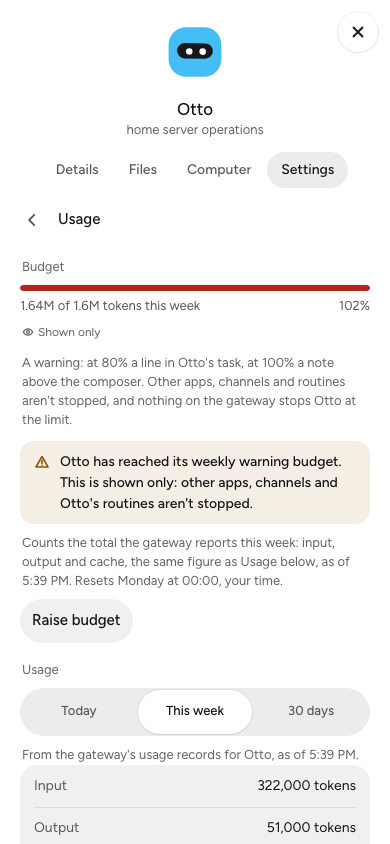 Otto
home server operations
Details Files Computer Settings
Usage
Budget
1.64M of 1.6M tokens this week 102%
Shown only
A warning: at 80% a line in Otto's task, at 100% a note
above the composer. Other apps, channels and routines
aren't stopped, and nothing on the gateway stops Otto at
the limit.
Otto has reached its weekly warning budget.
This is shown only: other apps, channels and
Otto's routines aren't stopped.
Counts the total the gateway reports this week: input,
output and cache, the same figure as Usage below, as of
5:39 PM. Resets Monday at 00:00, your time.
Raise budget
Usage
Today This week 30 days
From the gateway's usage records for Otto, as of 5:39 PM.
Input 322,000 tokens
Output 51,000 tokens